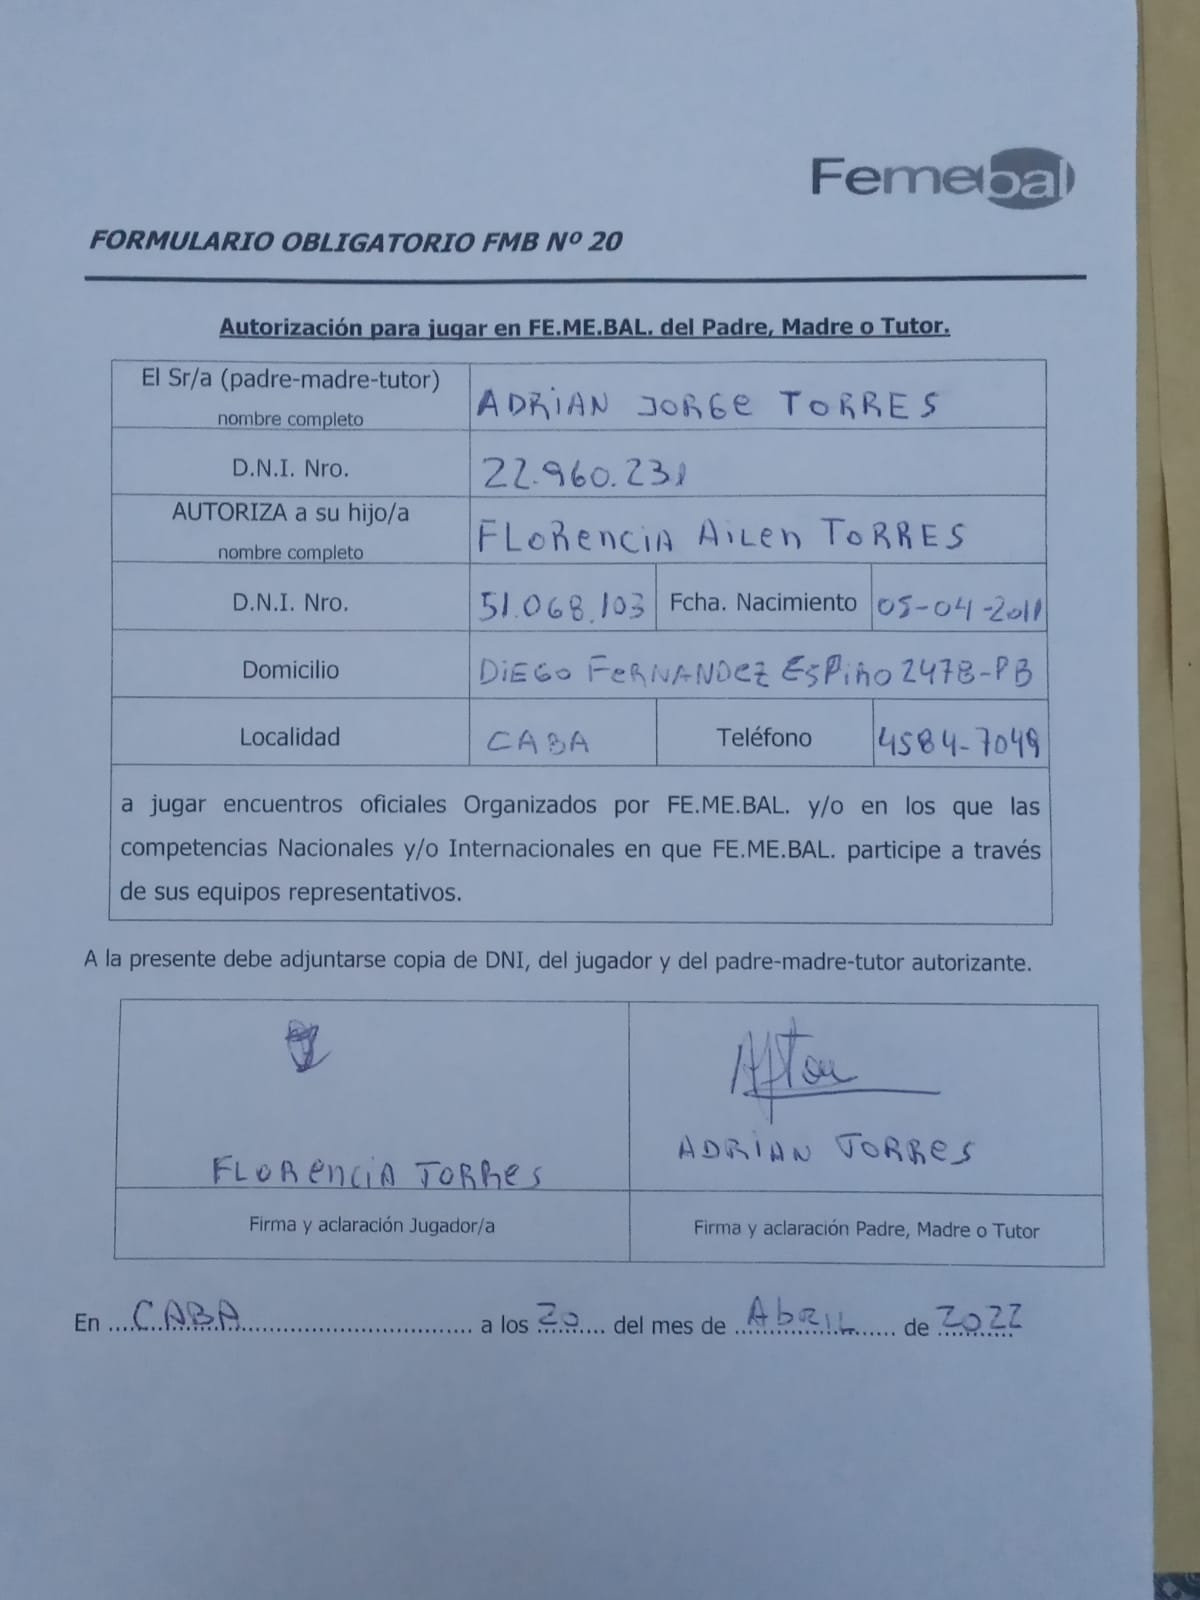 Femebal
FORMULARIO OBLIGATORIO FMB Nº 20
Autorización para jugar en FE.ME.BAL. del Padre, Madre o Tutor.
El Sr/a (padre-madre-tutor)
nombre completo
ADRIAN JORGE TORRES
D.N.I. Nro.
22.960.231
AUTORIZA a su hijo/a
nombre completo
FLORENCIA AILEN TORRES
D.N.I. Nro.
51.068.103
Fcha. Nacimiento
05-04-2011
Domicilio
DIEGO FERNANDEZ ESPIÑO 2478-PB
Localidad
CABA
Teléfono
4584-7049
a jugar encuentros oficiales Organizados por FE.ME.BAL. y/o en los que las
competencias Nacionales y/o Internacionales en que FE.ME.BAL. participe a través
de sus equipos representativos.
A la presente debe adjuntarse copia de DNI, del jugador y del padre-madre-tutor autorizante.
FLORENCIA TORRES
ADRIAN TORRES
Firma y aclaración Jugador/a
Firma y aclaración Padre, Madre o Tutor
En ....CABA.................................. a los 20....... del mes de Abril....... de 2022